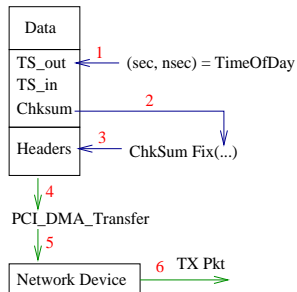 Data
1
TS_out
(sec, nsec) = TimeOfDay
TS_in
2
Chksum
3
Headers
ChkSum Fix(...)
4
PCI_DMA_Transfer
5
6
TX Pkt
Network Device